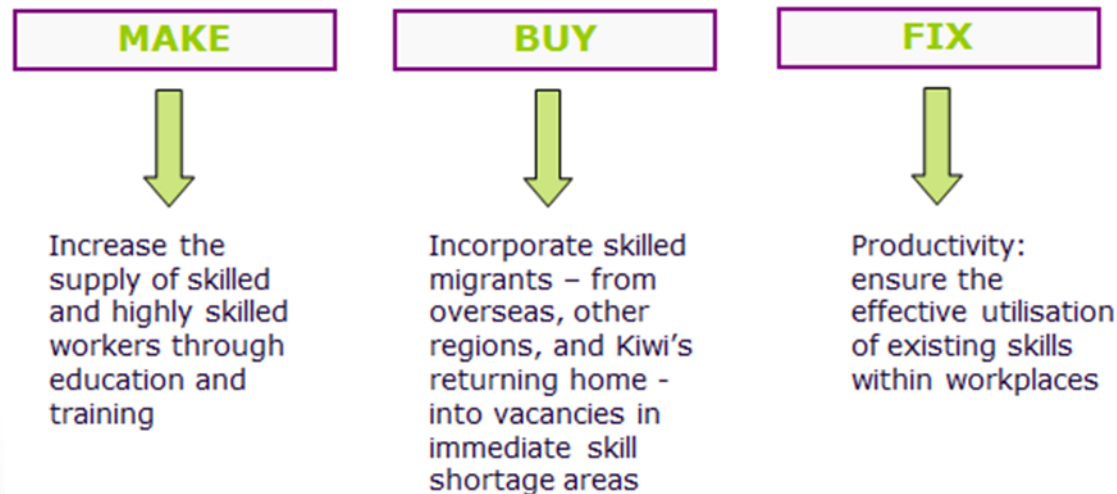 MAKE
Increase the
supply of skilled
and highly skilled
workers through
education and
training
BUY
Incorporate skilled
migrants – from
overseas, other
regions, and Kiwi's
returning home -
into vacancies in
immediate skill
shortage areas
FIX
Productivity:
ensure the
effective utilisation
of existing skills
within workplaces